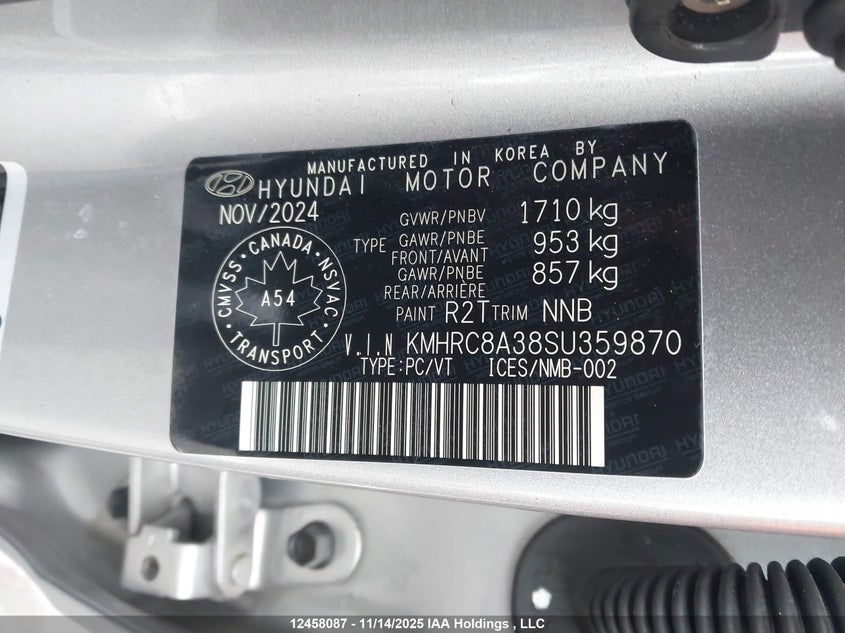 MANUFACTURED IN KOREA BY
HYUNDAI MOTOR COMPANY
NOV/2024
GVWR/PNBV 1710 kg
TYPE GAWR/PNBE FRONT/AVANT 953 kg
GAWR/PNBE REAR/ARRIÈRE 857 kg
PAINT R2T TRIM NNB
CMVSS · CANADA · NSVAC · TRANSPORT ·
A54
V.I.N KMHRC8A38SU359870
TYPE:PC/VT ICES/NMB-002
12458087 - 11/14/2025 IAA Holdings , LLC